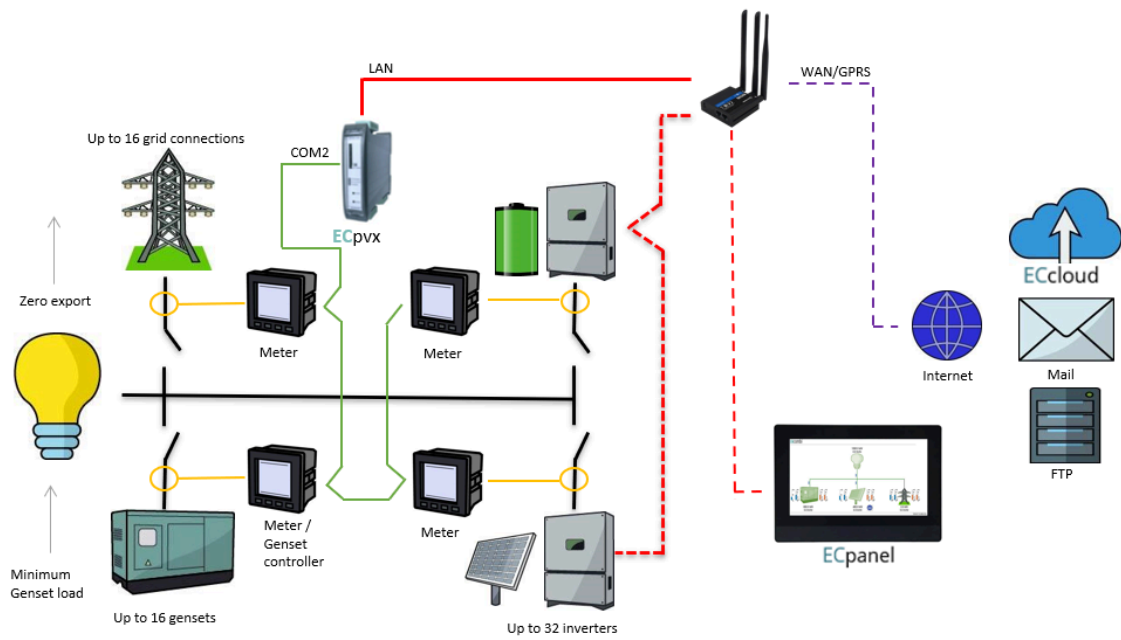 LAN
WAN/GPRS
Up to 16 grid connections
COM2
ECpvx
ECcloud
Zero export
Meter
Meter
Internet
Mail
FTP
Meter /
Genset
controller
Meter
ECpanel
Minimum
Genset load
Up to 16 gensets
Up to 32 inverters